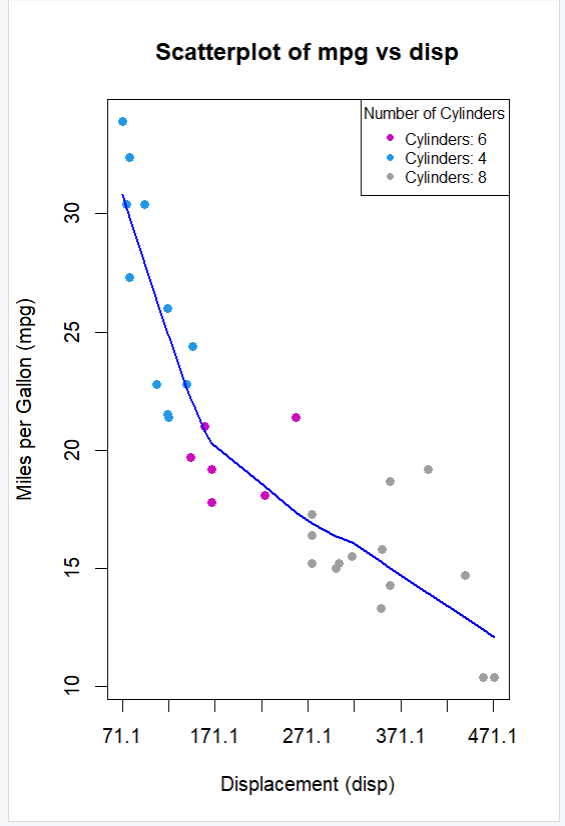 Scatterplot of mpg vs disp
Number of Cylinders
Cylinders: 6
Cylinders: 4
Cylinders: 8
Miles per Gallon (mpg)
30
25
20
15
10
71.1 171.1 271.1 371.1 471.1
Displacement (disp)